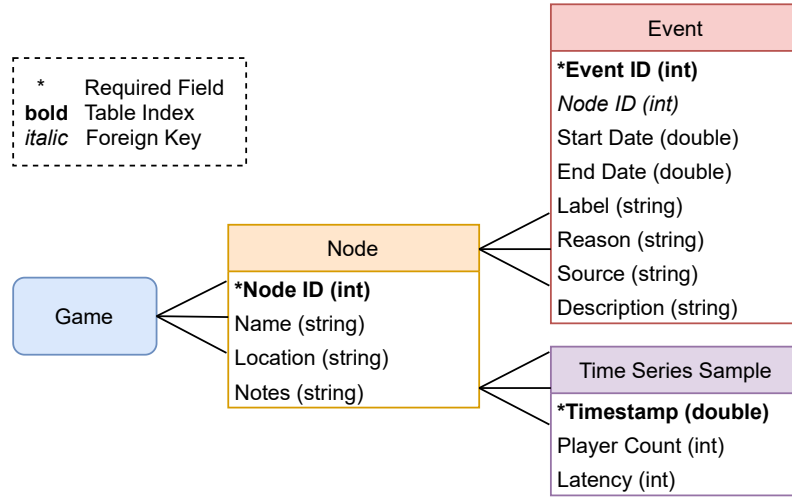 * Required Field
bold Table Index
italic Foreign Key
Game
Node
*Node ID (int)
Name (string)
Location (string)
Notes (string)
Event
*Event ID (int)
Node ID (int)
Start Date (double)
End Date (double)
Label (string)
Reason (string)
Source (string)
Description (string)
Time Series Sample
*Timestamp (double)
Player Count (int)
Latency (int)